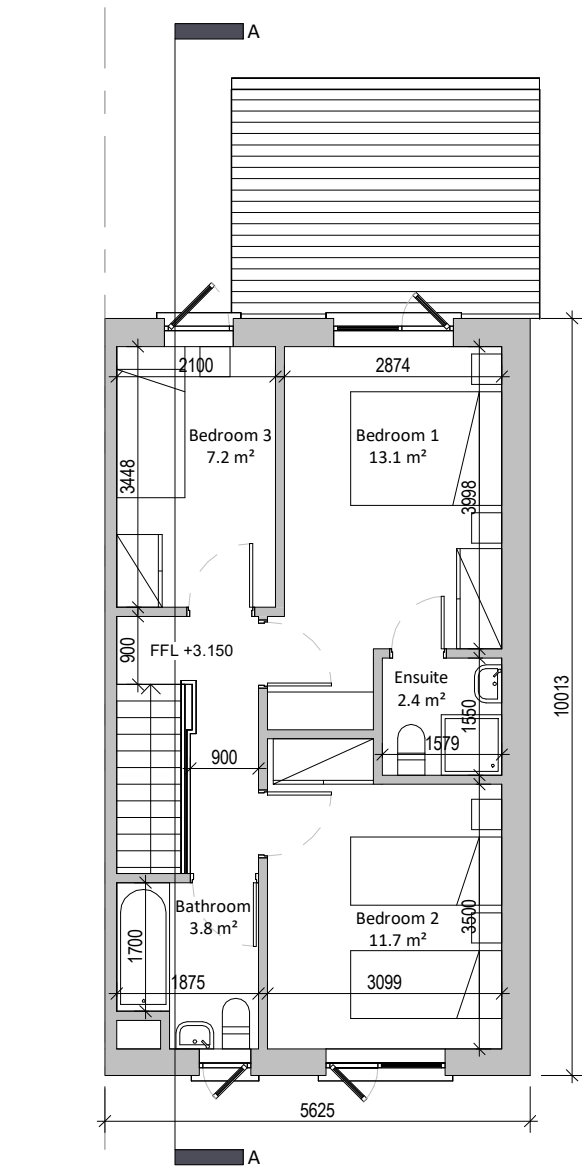 A
2100
2874
Bedroom 3
7.2 m²
Bedroom 1
13.1 m²
3448
3998
900
FFL +3.150
Ensuite
2.4 m²
1550
1579
10013
900
Bathroom
3.8 m²
Bedroom 2
11.7 m²
3500
1700
1875
3099
5625
A